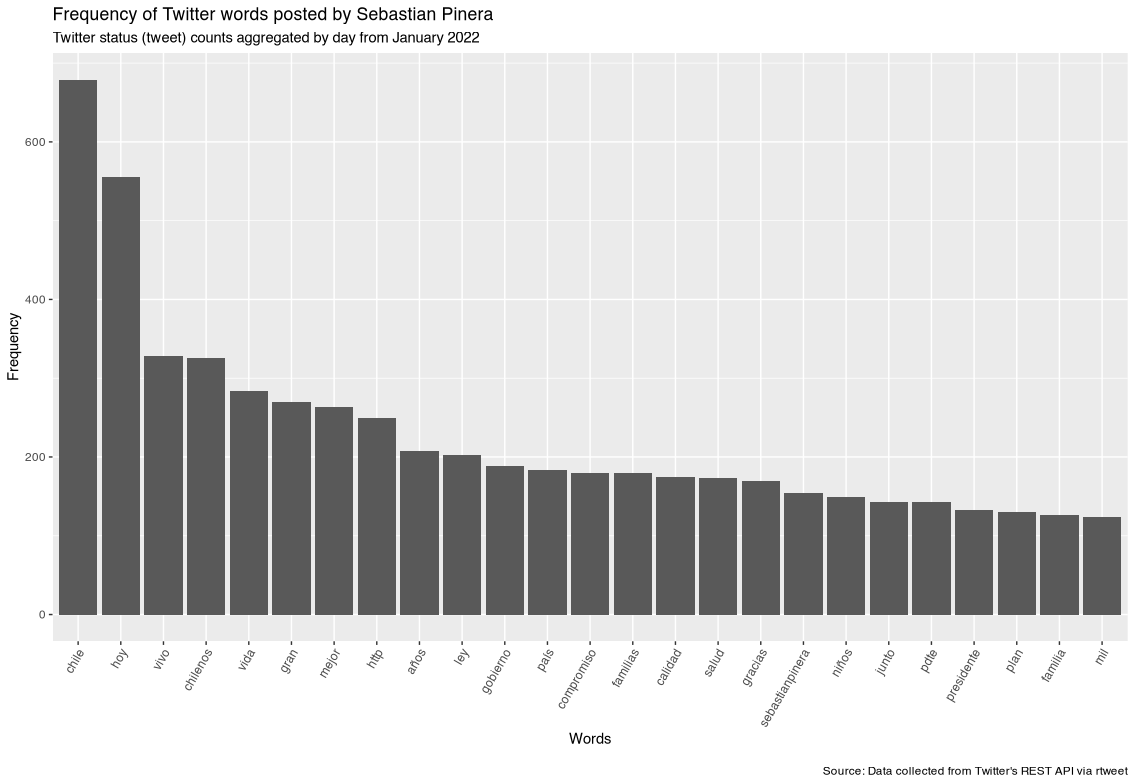 Frequency of Twitter words posted by Sebastian Pinera
Twitter status (tweet) counts aggregated by day from January 2022
Frequency
600
400
200
0
chile
hoy
vivo
chilenos
vida
gran
mejor
http
años
ley
gobierno
país
compromiso
familias
calidad
salud
gracias
sebastianpinera
niños
junto
pdte
presidente
plan
familia
mil
Words
Source: Data collected from Twitter's REST API via rtweet